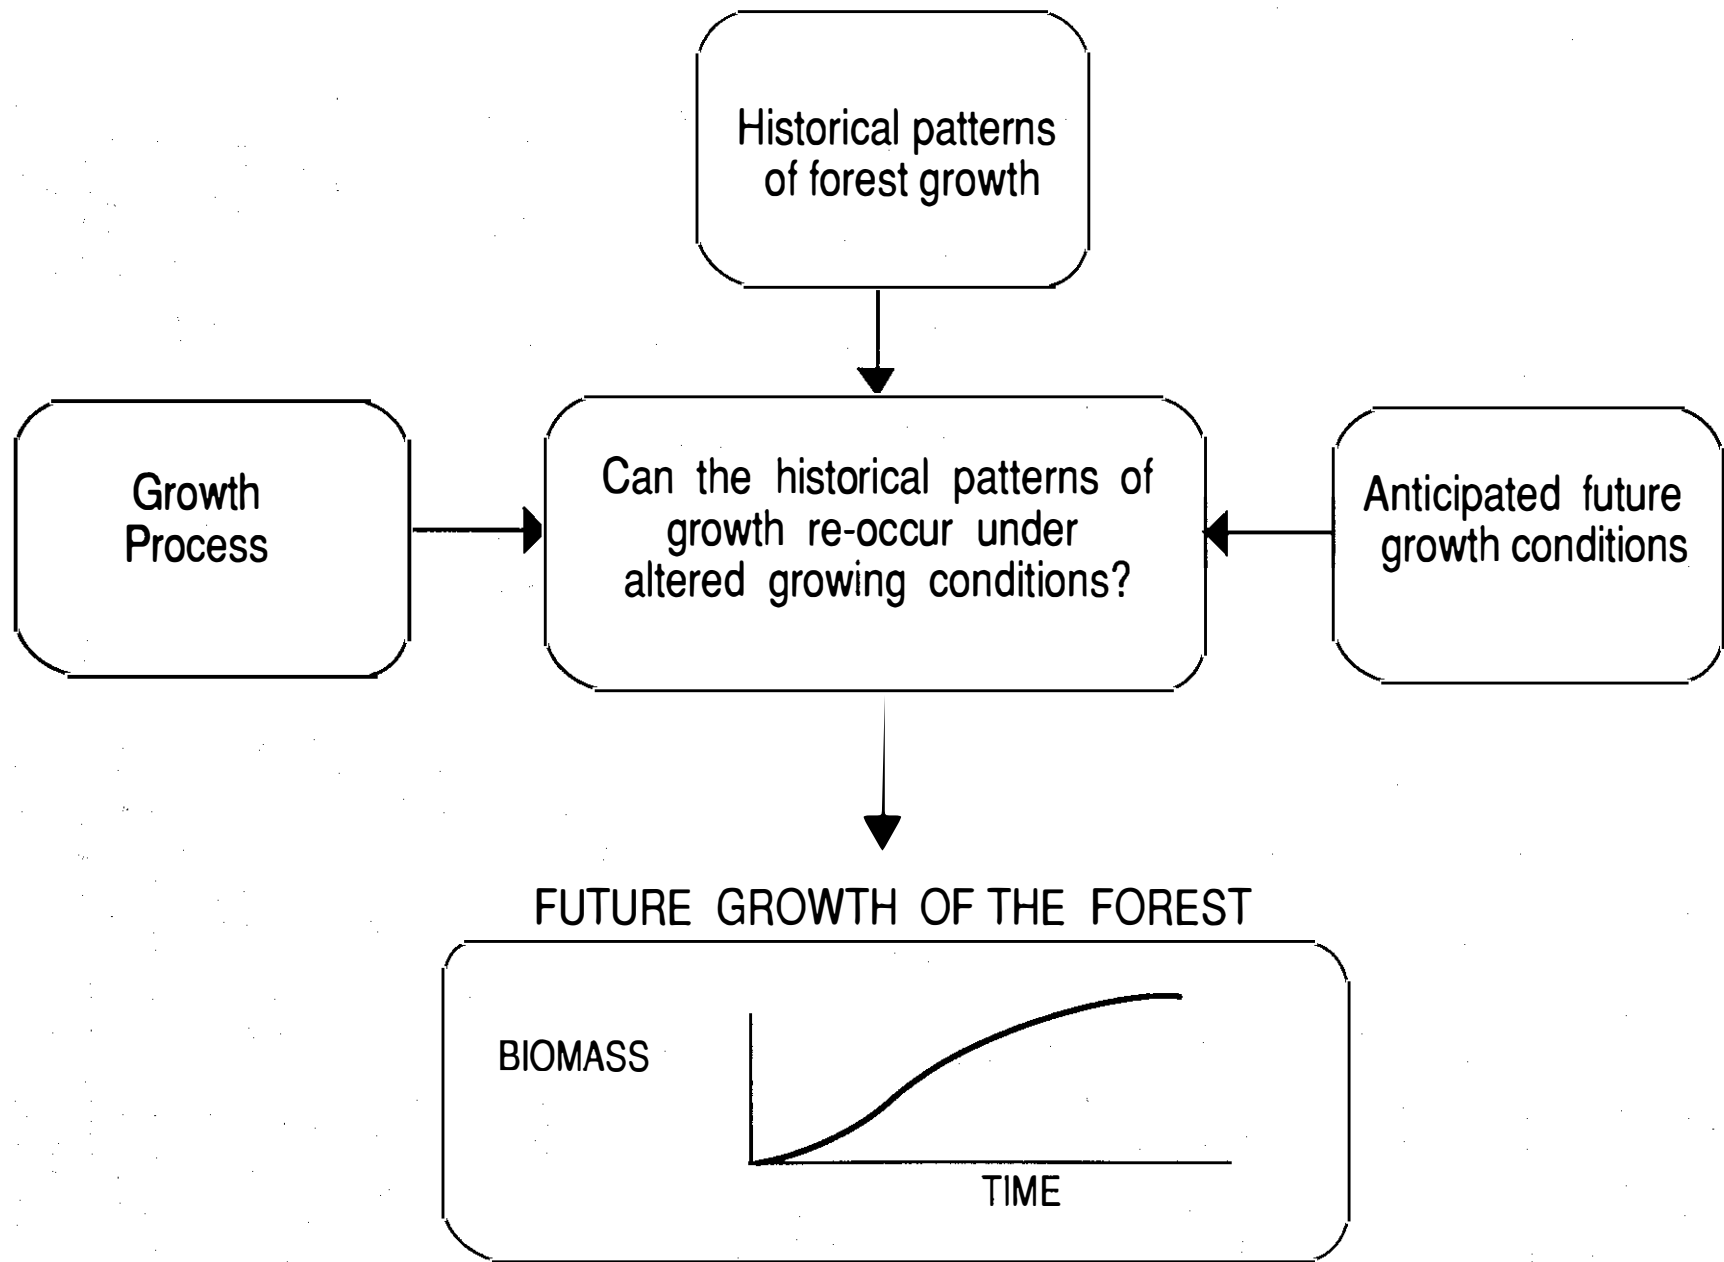 Historical patterns
of forest growth
Growth
Process
Can the historical patterns of
growth re-occur under
altered growing conditions?
Anticipated future
growth conditions
FUTURE GROWTH OF THE FOREST
BIOMASS
TIME